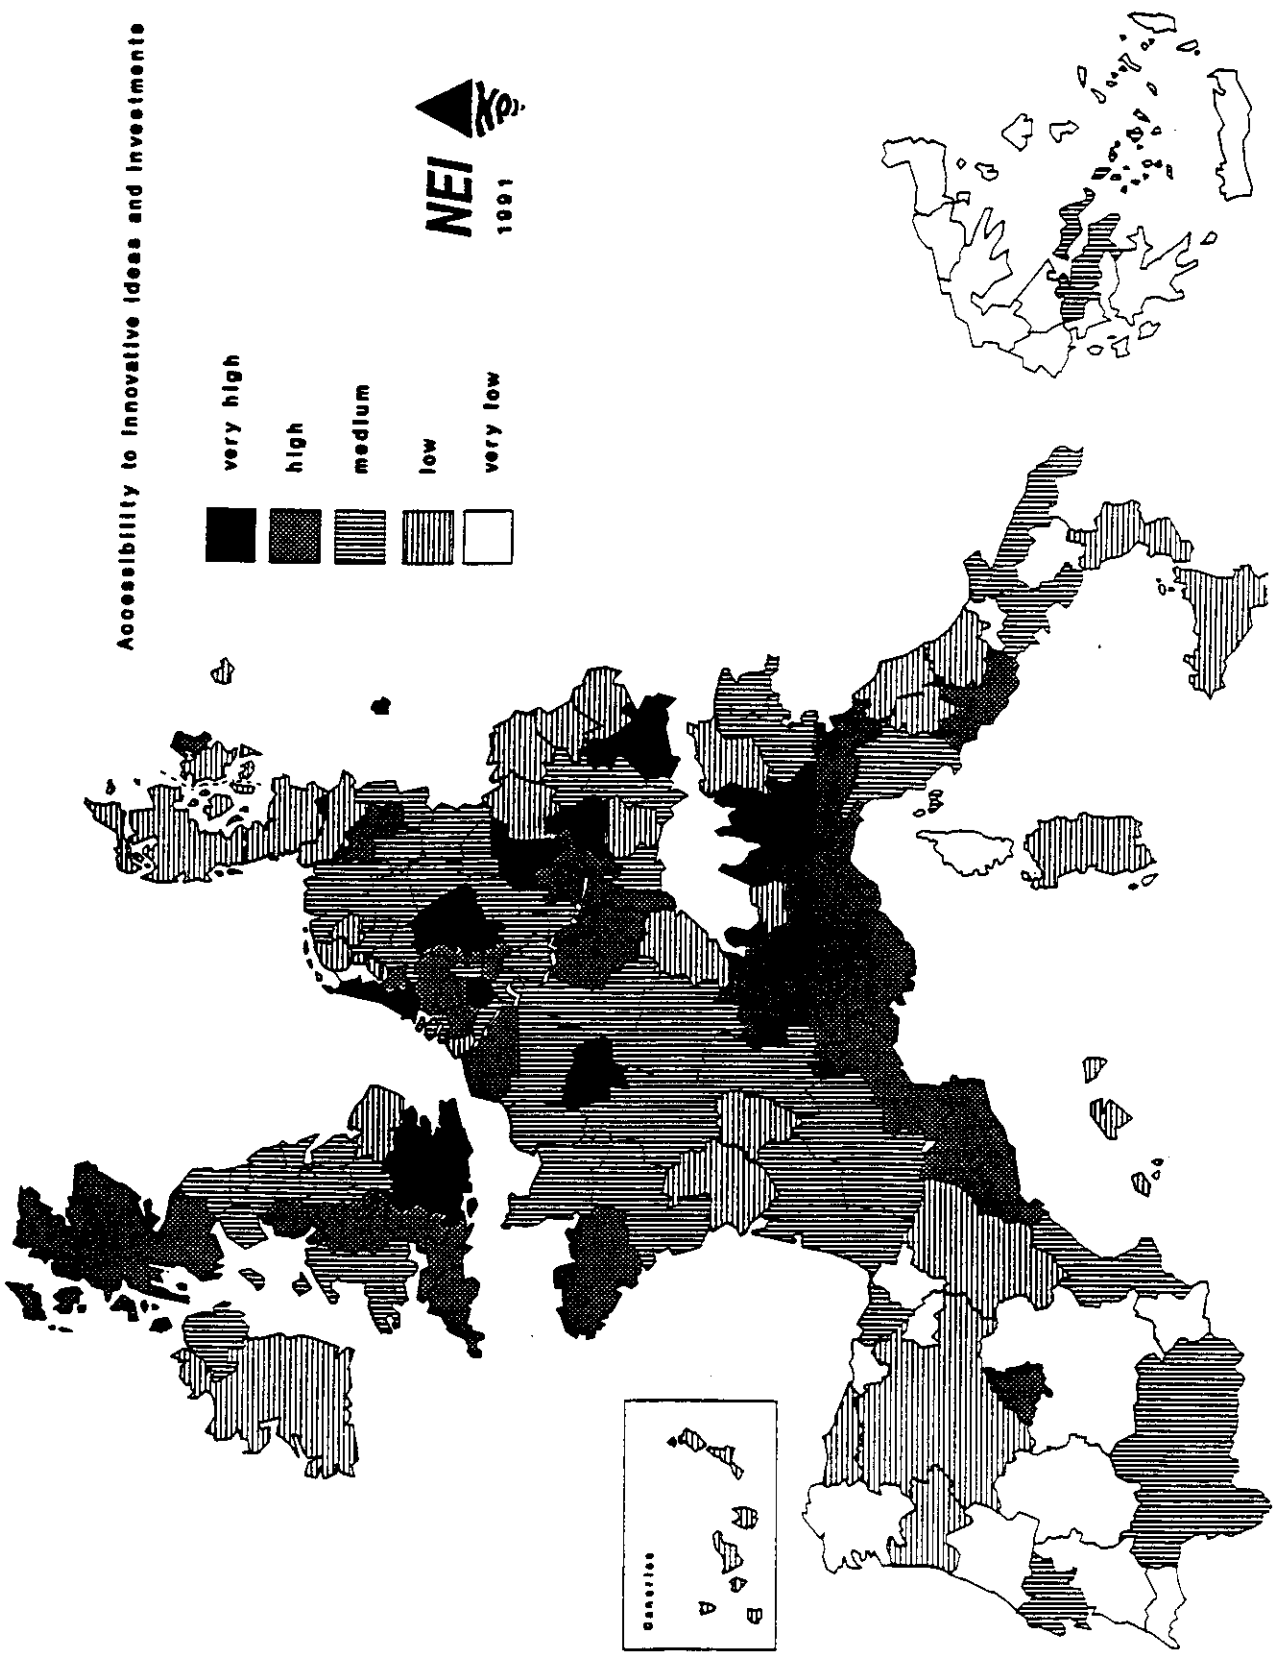 Accessibility to innovative ideas and investments
very high
high
medium
low
very low
NEI
1991
Canaries